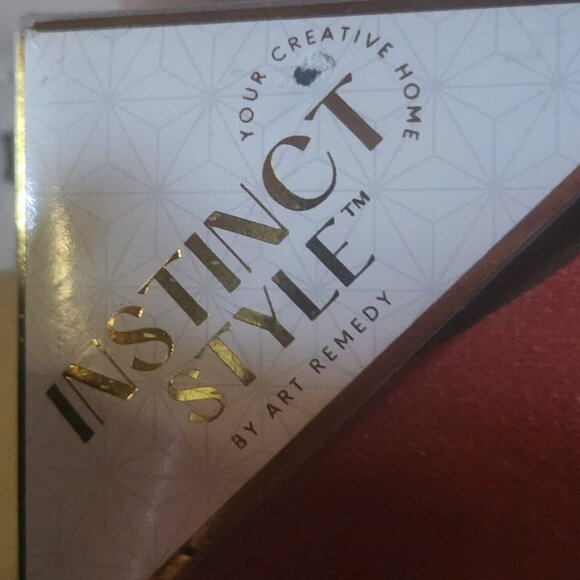 YOUR CREATIVE HOME
INSTINCT
STYLE™
BY ART REMEDY